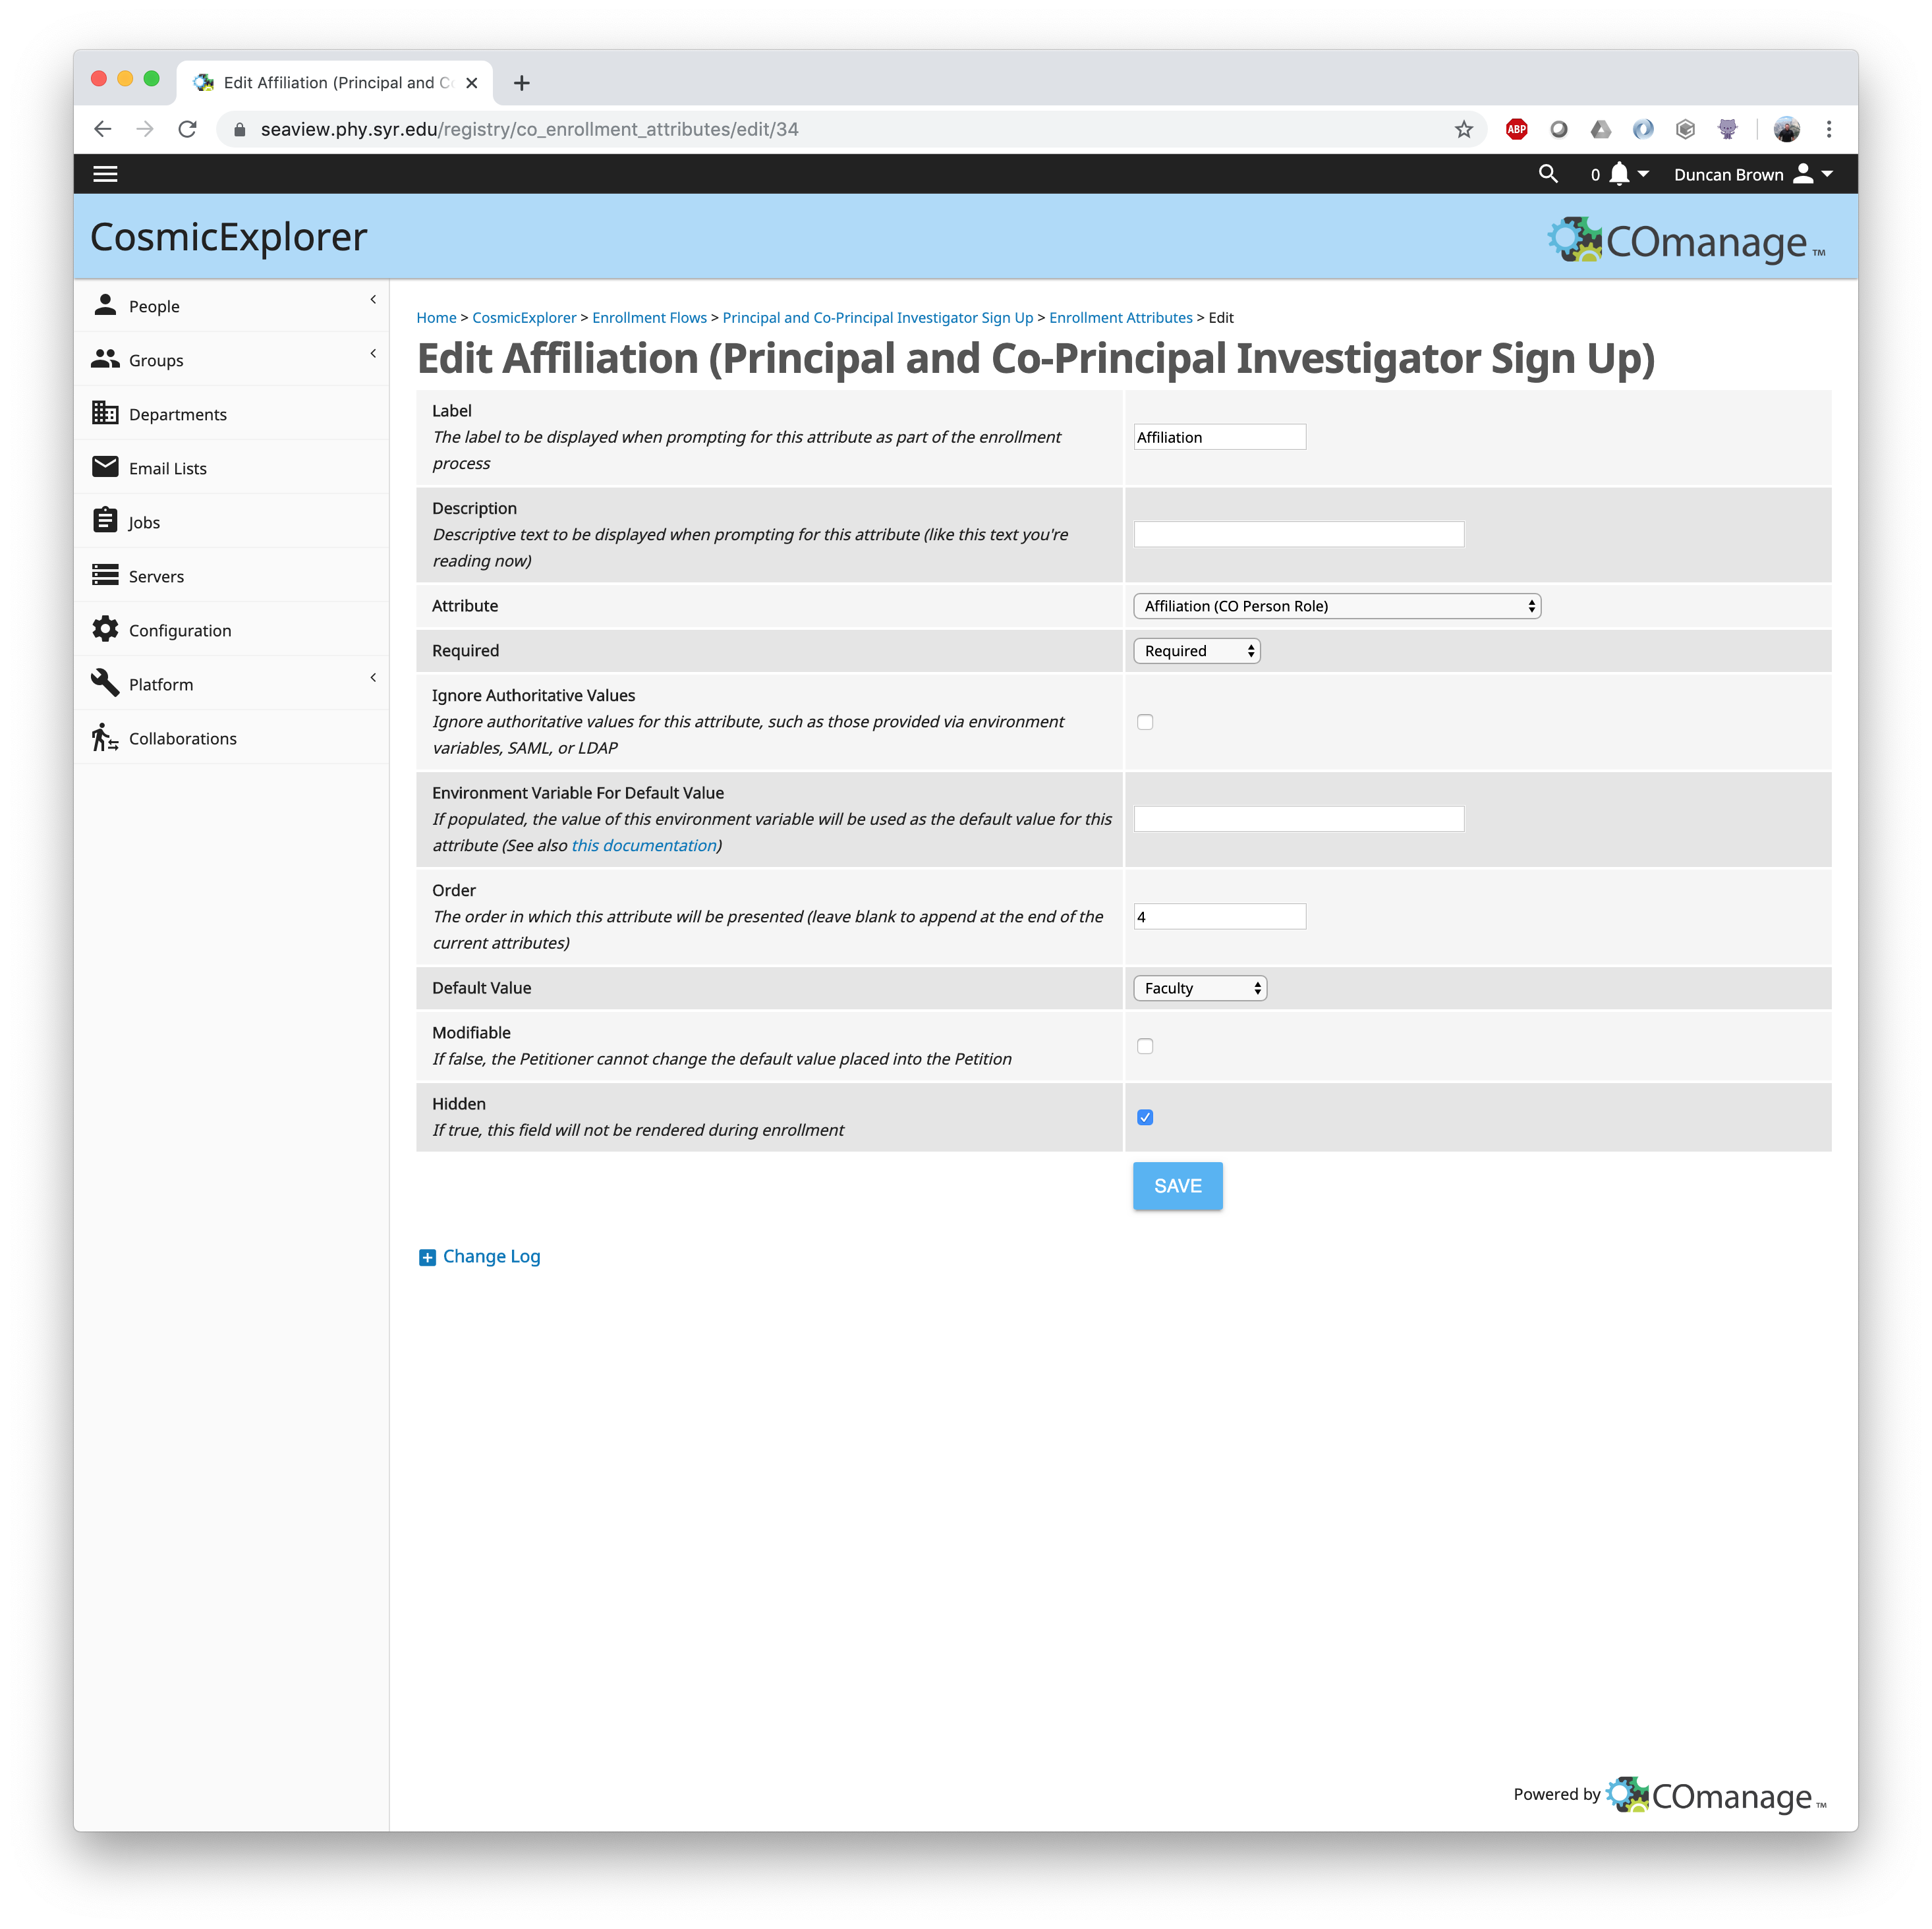 Edit Affiliation (Principal and Co
seaview.phy.syr.edu/registry/co_enrollment_attributes/edit/34
ABP
0
Duncan Brown
CosmicExplorer
COmanage TM
People
Groups
Departments
Email Lists
Jobs
Servers
Configuration
Platform
Collaborations
Home > CosmicExplorer > Enrollment Flows > Principal and Co-Principal Investigator Sign Up > Enrollment Attributes > Edit
Edit Affiliation (Principal and Co-Principal Investigator Sign Up)
Label
The label to be displayed when prompting for this attribute as part of the enrollment
process
Affiliation
Description
Descriptive text to be displayed when prompting for this attribute (like this text you're
reading now)
Attribute
Affiliation (CO Person Role)
Required
Required
Ignore Authoritative Values
Ignore authoritative values for this attribute, such as those provided via environment
variables, SAML, or LDAP
Environment Variable For Default Value
If populated, the value of this environment variable will be used as the default value for this
attribute (See also this documentation)
Order
The order in which this attribute will be presented (leave blank to append at the end of the
current attributes)
4
Default Value
Faculty
Modifiable
If false, the Petitioner cannot change the default value placed into the Petition
Hidden
If true, this field will not be rendered during enrollment
SAVE
Change Log
Powered by COmanage TM